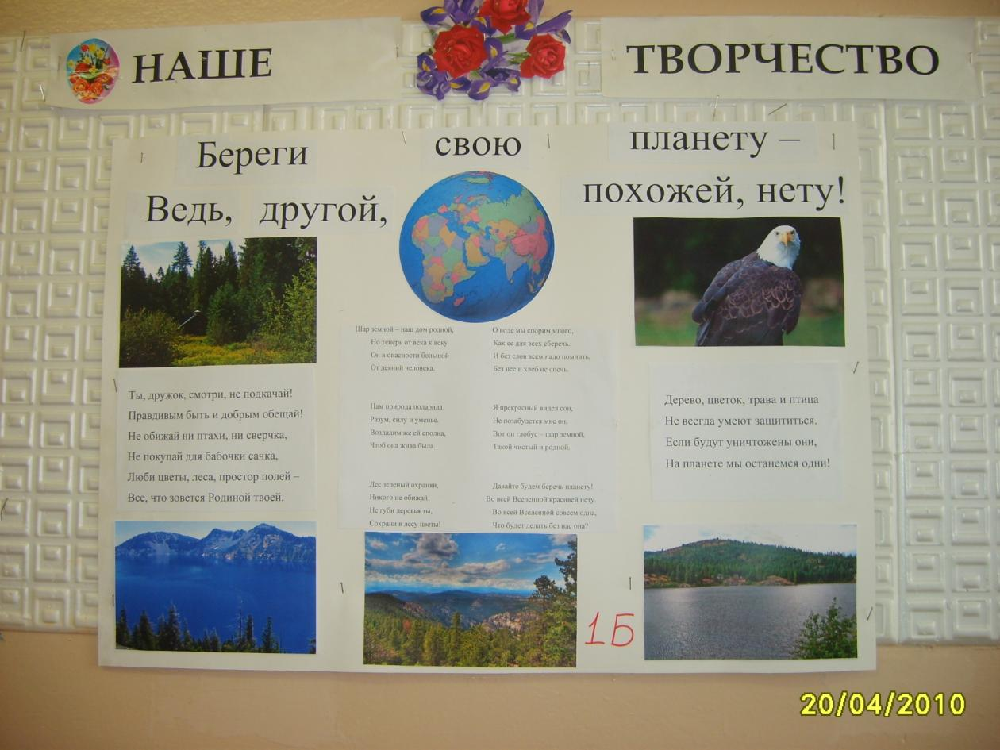 НАШЕ ТВОРЧЕСТВО
Береги свою планету –
Ведь, другой, похожей, нету!
Ты, дружок, смотри, не подкачай!
Правдивым быть и добрым обещай!
Не обижай ни птахи, ни сверчка,
Не покупай для бабочки сачка,
Люби цветы, леса, простор полей –
Все, что зовется Родиной твоей.
Шар земной – наш дом родной,
Но теперь от века к веку
Он в опасности большой
От деяний человека.
Нам природа подарила
Разум, силу и уменье.
Воздадим же ей сполна,
Чтоб она жива была.
Лес зеленый охраняй,
Никого не обижай!
Не губи деревья ты,
Сохрани в лесу цветы!
О воде мы спорим много,
Как ее для всех сберечь.
И без слов всем надо помнить,
Без нее и хлеб не спечь.
Я прекрасный видел сон,
Не позабудется мне он.
Вот он глобус – шар земной,
Такой чистый и родной.
Давайте будем беречь планету!
Во всей Вселенной красивей нету.
Во всей Вселенной совсем одна,
Что будет делать без нас она?
Дерево, цветок, трава и птица
Не всегда умеют защититься.
Если будут уничтожены они,
На планете мы останемся одни!
1Б
20/04/2010